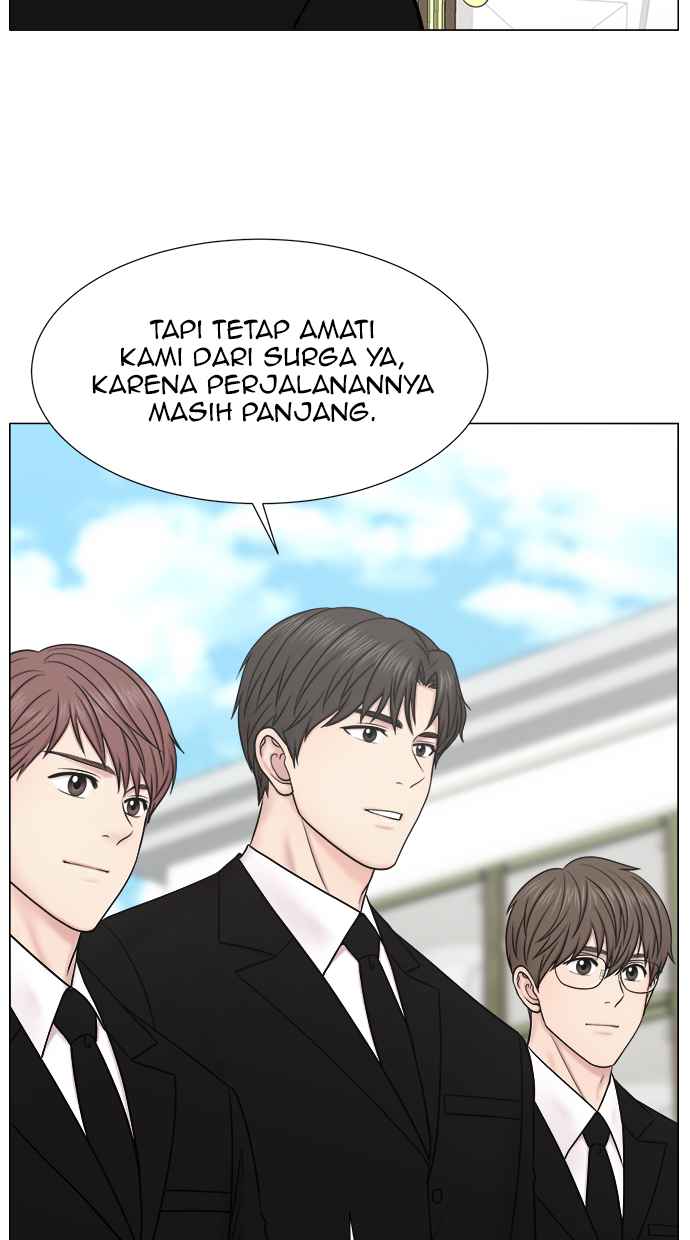 TAPI TETAP AMATI
KAMI DARI SURGA YA,
KARENA PERJALANANNYA
MASIH PANJANG.